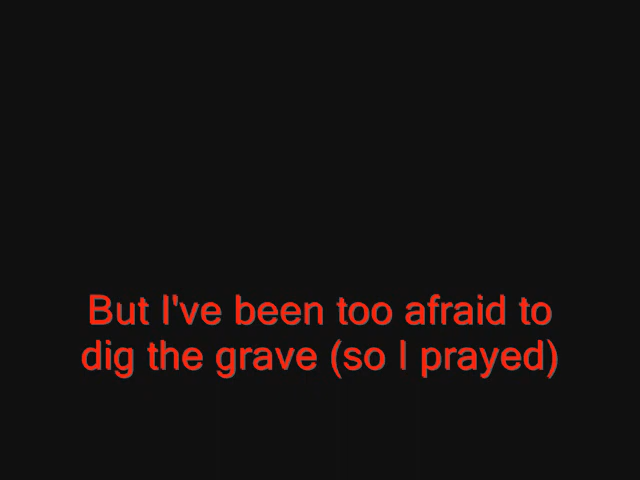 But I've been too afraid to
dig the grave (so I prayed)